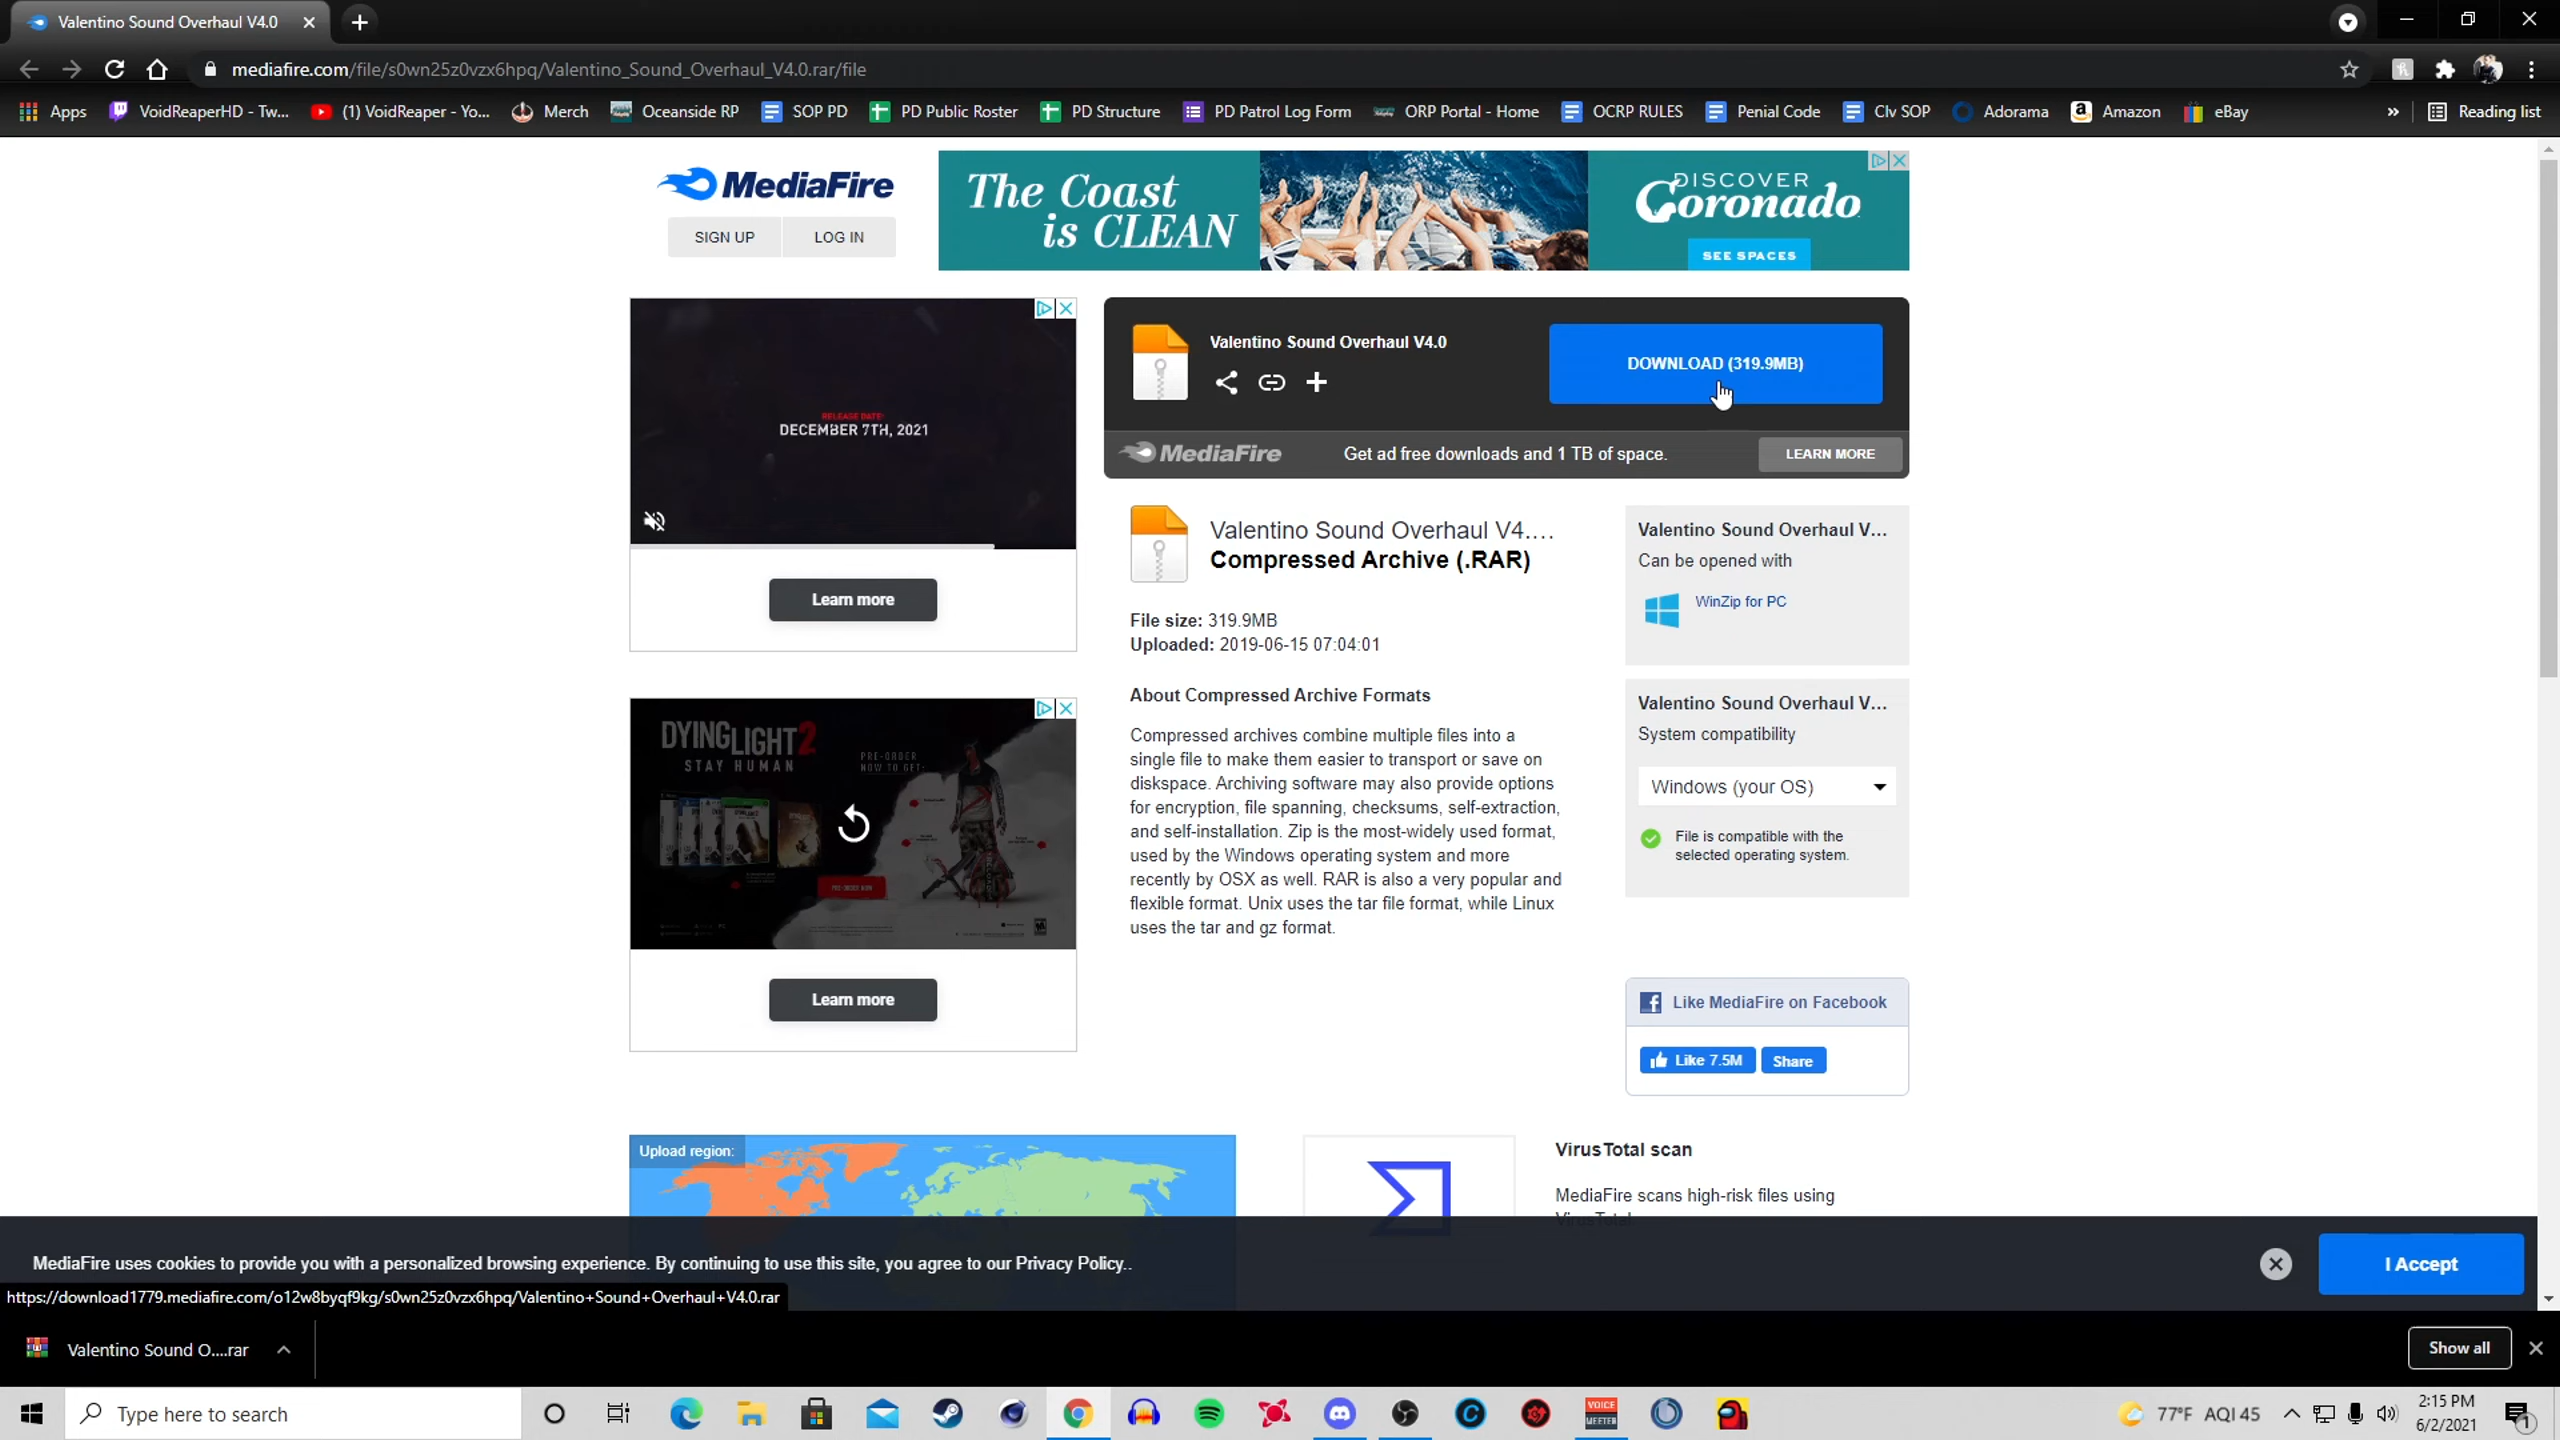 Valentino Sound Overhaul V4.0
mediafire.com/file/s0wn25z0vzx6hpq/Valentino_Sound_Overhaul_V4.0.rar/file
Apps
VoidReaperHD - Tw...
(1) VoidReaper - Yo...
Merch
Oceanside RP
SOP PD
PD Public Roster
PD Structure
PD Patrol Log Form
ORP Portal - Home
OCRP RULES
Penial Code
Clv SOP
Adorama
Amazon
eBay
»
Reading list
MediaFire
SIGN UP
LOG IN
The Coast
is CLEAN
DISCOVER
Coronado
SEE SPACES
RELEASE DATE:
DECEMBER 7TH, 2021
Learn more
Valentino Sound Overhaul V4.0
DOWNLOAD (319.9MB)
MediaFire
Get ad free downloads and 1 TB of space.
LEARN MORE
Valentino Sound Overhaul V4....
Compressed Archive (.RAR)
File size: 319.9MB
Uploaded: 2019-06-15 07:04:01
About Compressed Archive Formats
Compressed archives combine multiple files into a
single file to make them easier to transport or save on
diskspace. Archiving software may also provide options
for encryption, file spanning, checksums, self-extraction,
and self-installation. Zip is the most-widely used format,
used by the Windows operating system and more
recently by OSX as well. RAR is also a very popular and
flexible format. Unix uses the tar file format, while Linux
uses the tar and gz format.
Valentino Sound Overhaul V...
Can be opened with
WinZip for PC
Valentino Sound Overhaul V...
System compatibility
Windows (your OS)
File is compatible with the
selected operating system.
DYING LIGHT 2
STAY HUMAN
PRE-ORDER
NOW TO GET:
PRE-ORDER NOW
Learn more
Like MediaFire on Facebook
Like 7.5M
Share
Upload region:
VirusTotal scan
MediaFire scans high-risk files using
VirusTotal.
MediaFire uses cookies to provide you with a personalized browsing experience. By continuing to use this site, you agree to our Privacy Policy..
I Accept
https://download1779.mediafire.com/o12w8byqf9kg/s0wn25z0vzx6hpq/Valentino+Sound+Overhaul+V4.0.rar
Valentino Sound O....rar
Show all
Type here to search
VOICE
MEETER
77°F AQI 45
2:15 PM
6/2/2021
1